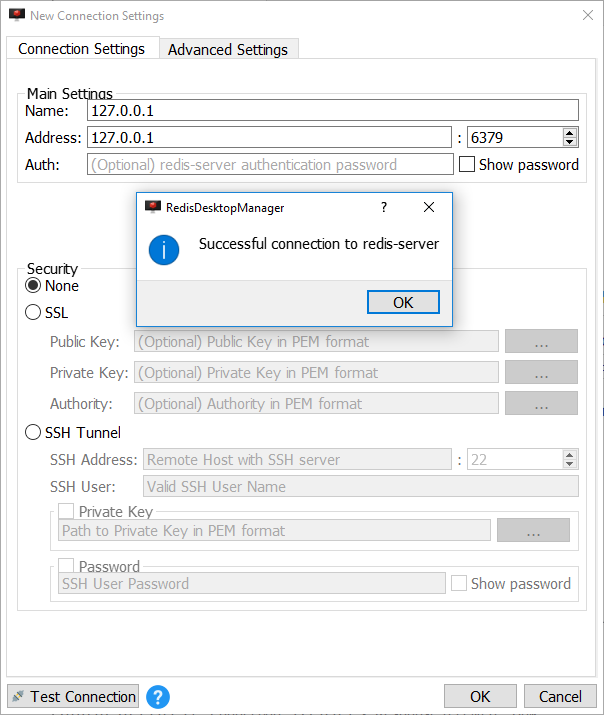 New Connection Settings
Connection Settings Advanced Settings
Main Settings
Name: 127.0.0.1
Address: 127.0.0.1 : 6379
Auth: (Optional) redis-server authentication password Show password
RedisDesktopManager ?
i Successful connection to redis-server
OK
Security
None
SSL
Public Key: (Optional) Public Key in PEM format ...
Private Key: (Optional) Private Key in PEM format ...
Authority: (Optional) Authority in PEM format ...
SSH Tunnel
SSH Address: Remote Host with SSH server : 22
SSH User: Valid SSH User Name
Private Key
Path to Private Key in PEM format ...
Password
SSH User Password Show password
Test Connection ? OK Cancel